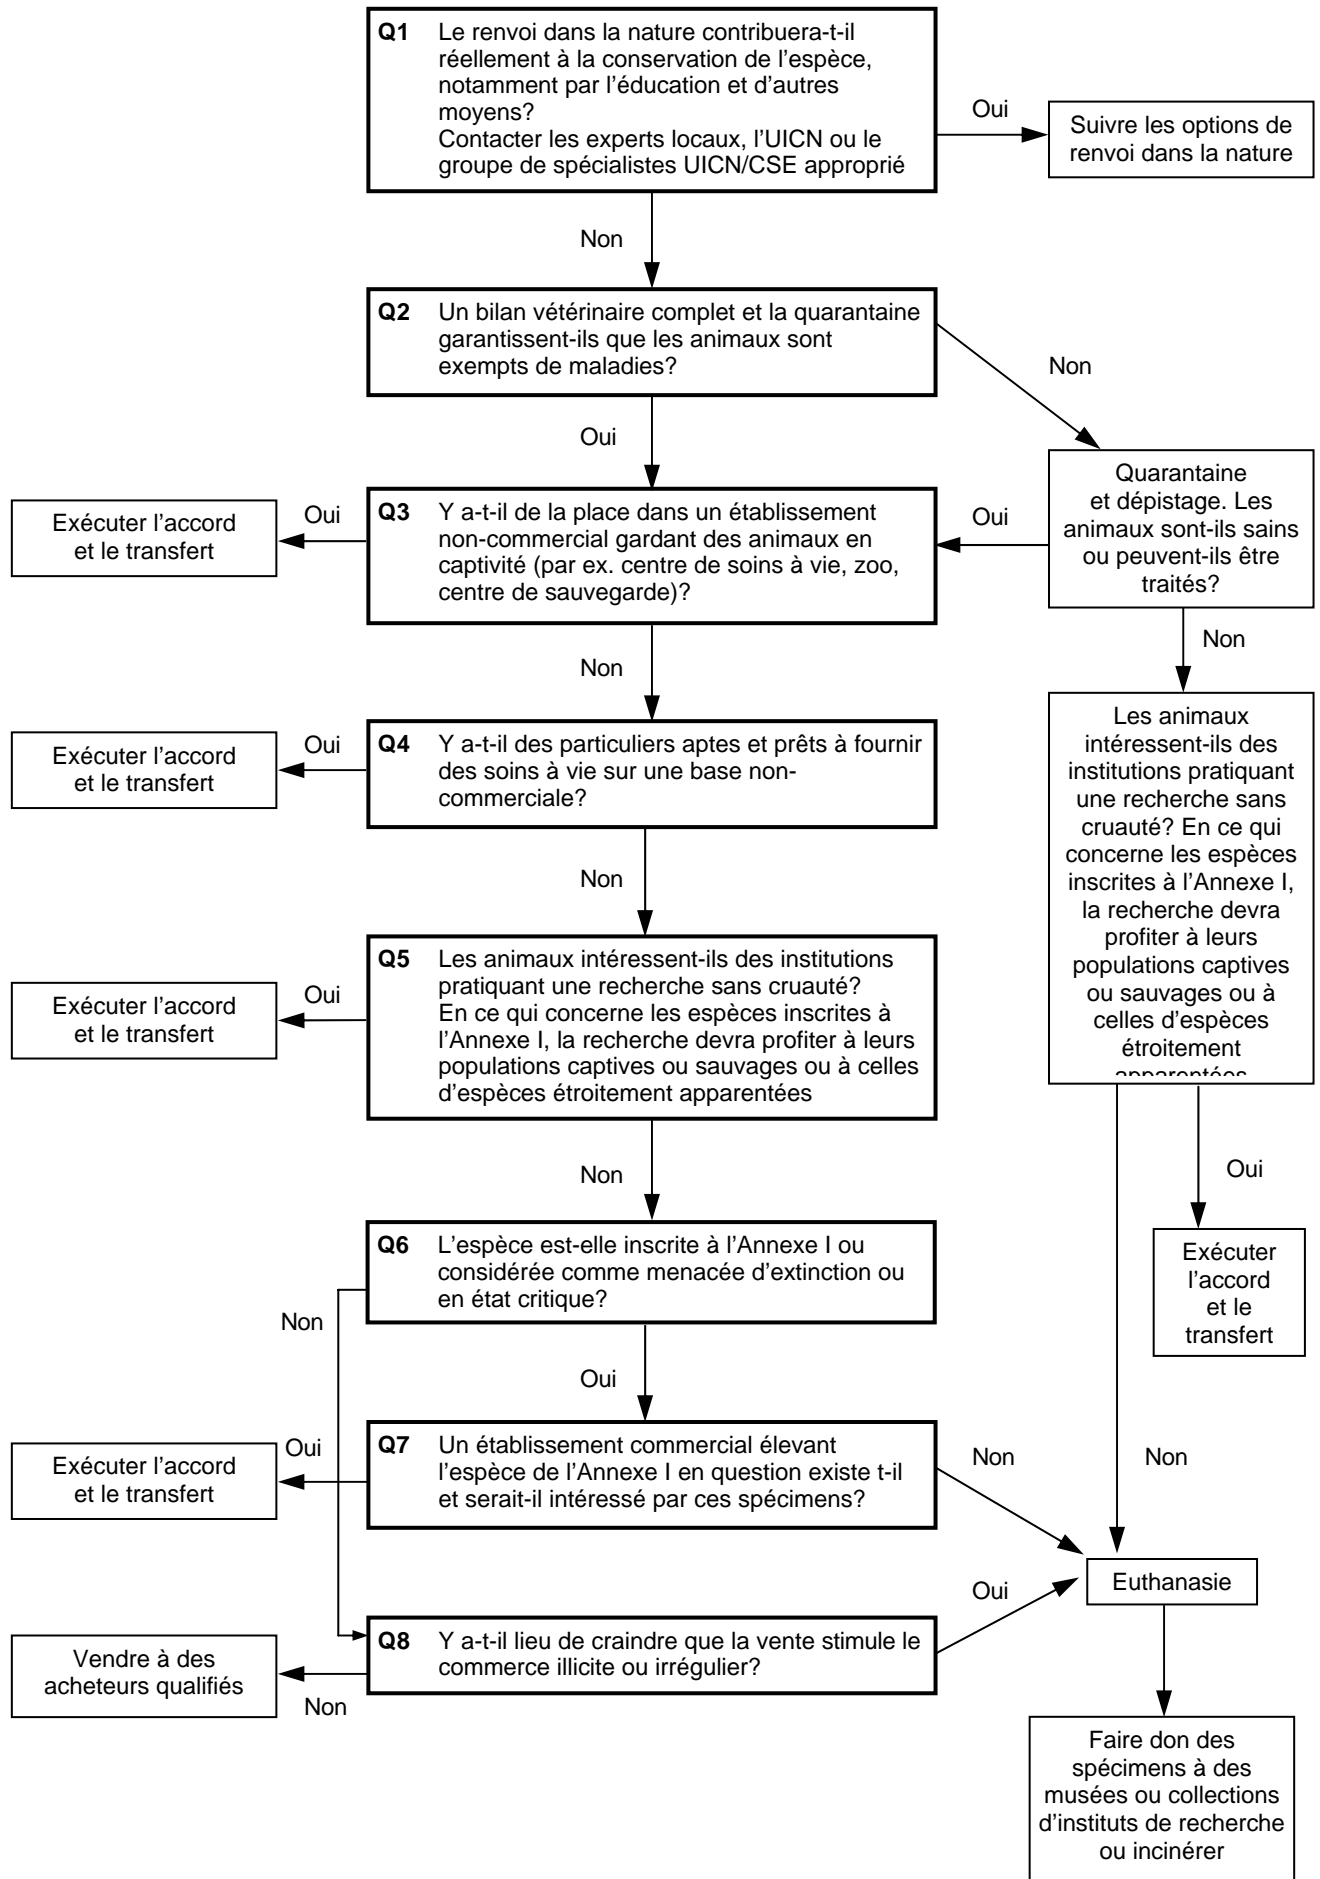 Q1 Le renvoi dans la nature contribuera-t-il
réellement à la conservation de l’espèce,
notamment par l’éducation et d’autres
moyens?
Contacter les experts locaux, l’UICN ou le
groupe de spécialistes UICN/CSE approprié
Oui
Suivre les options de
renvoi dans la nature
Non
Q2 Un bilan vétérinaire complet et la quarantaine
garantissent-ils que les animaux sont
exempts de maladies?
Non
Oui
Quarantaine
et dépistage. Les
animaux sont-ils sains
ou peuvent-ils être
traités?
Oui
Non
Q3 Y a-t-il de la place dans un établissement
non-commercial gardant des animaux en
captivité (par ex. centre de soins à vie, zoo,
centre de sauvegarde)?
Oui
Exécuter l’accord
et le transfert
Non
Q4 Y a-t-il des particuliers aptes et prêts à fournir
des soins à vie sur une base non-
commerciale?
Oui
Exécuter l’accord
et le transfert
Non
Les animaux
intéressent-ils des
institutions pratiquant
une recherche sans
cruauté? En ce qui
concerne les espèces
inscrites à l’Annexe I,
la recherche devra
profiter à leurs
populations captives
ou sauvages ou à
celles d’espèces
étroitement
apparentées
Oui
Exécuter
l’accord
et le
transfert
Non
Q5 Les animaux intéressent-ils des institutions
pratiquant une recherche sans cruauté?
En ce qui concerne les espèces inscrites à
l’Annexe I, la recherche devra profiter à leurs
populations captives ou sauvages ou à celles
d’espèces étroitement apparentées
Oui
Exécuter l’accord
et le transfert
Non
Q6 L’espèce est-elle inscrite à l’Annexe I ou
considérée comme menacée d’extinction ou
en état critique?
Non
Oui
Q7 Un établissement commercial élevant
l’espèce de l’Annexe I en question existe t-il
et serait-il intéressé par ces spécimens?
Oui
Exécuter l’accord
et le transfert
Non
Euthanasie
Q8 Y a-t-il lieu de craindre que la vente stimule le
commerce illicite ou irrégulier?
Oui
Non
Vendre à des
acheteurs qualifiés
Faire don des
spécimens à des
musées ou collections
d’instituts de recherche
ou incinérer